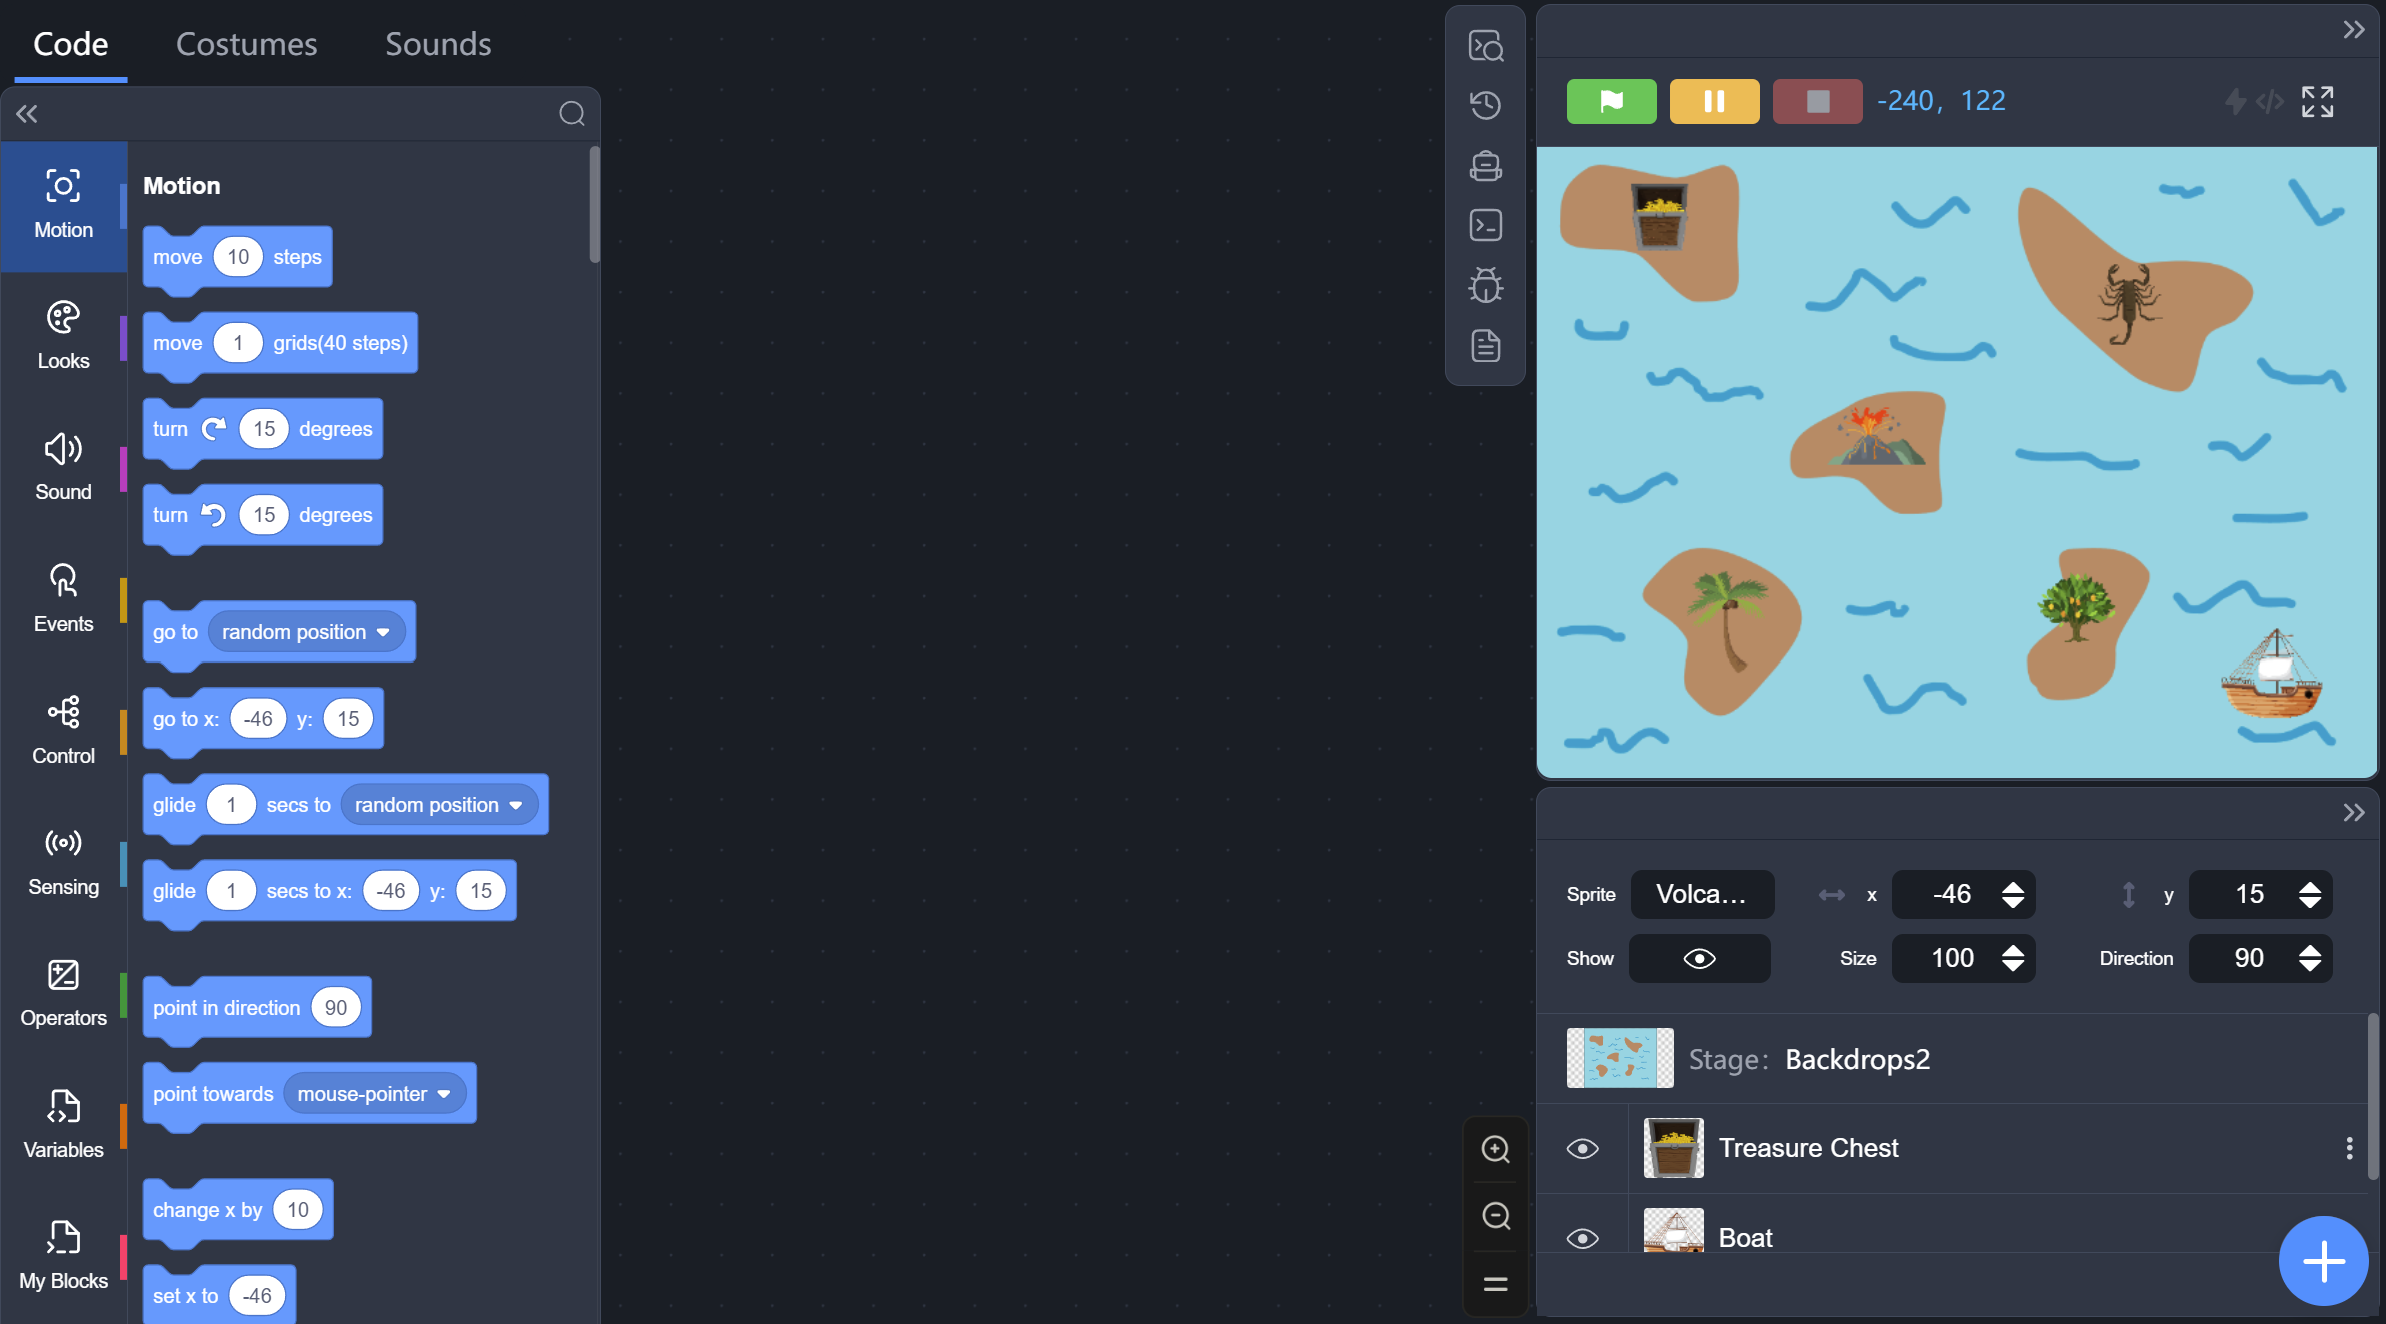 Code Costumes Sounds
-240, 122
Motion
Looks
Sound
Events
Control
Sensing
Operators
Variables
My Blocks
Motion
move 10 steps
move 1 grids(40 steps)
turn 15 degrees
turn 15 degrees
go to random position
go to x: -46 y: 15
glide 1 secs to random position
glide 1 secs to x: -46 y: 15
point in direction 90
point towards mouse-pointer
change x by 10
set x to -46
Sprite Volca... x -46 y 15
Show Size 100 Direction 90
Stage: Backdrops2
Treasure Chest
Boat